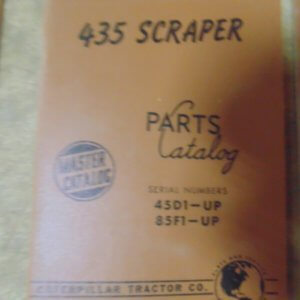 435 SCRAPER
PARTS
Catalog
MASTER
CATALOG
SERIAL NUMBERS
45D1-UP
85F1-UP
CATERPILLAR TRACTOR CO.